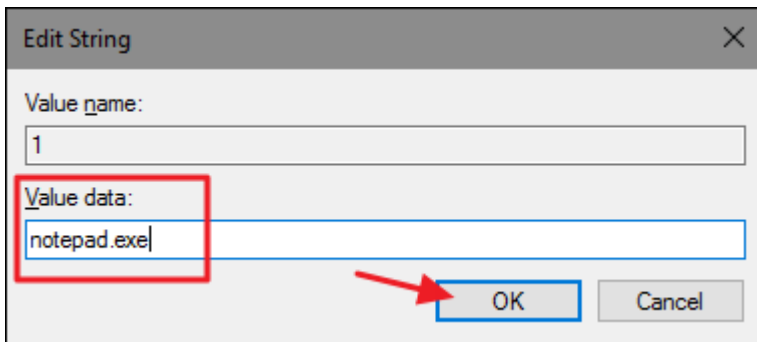 Edit String
Value name:
1
Value data:
notepad.exe
OK
Cancel